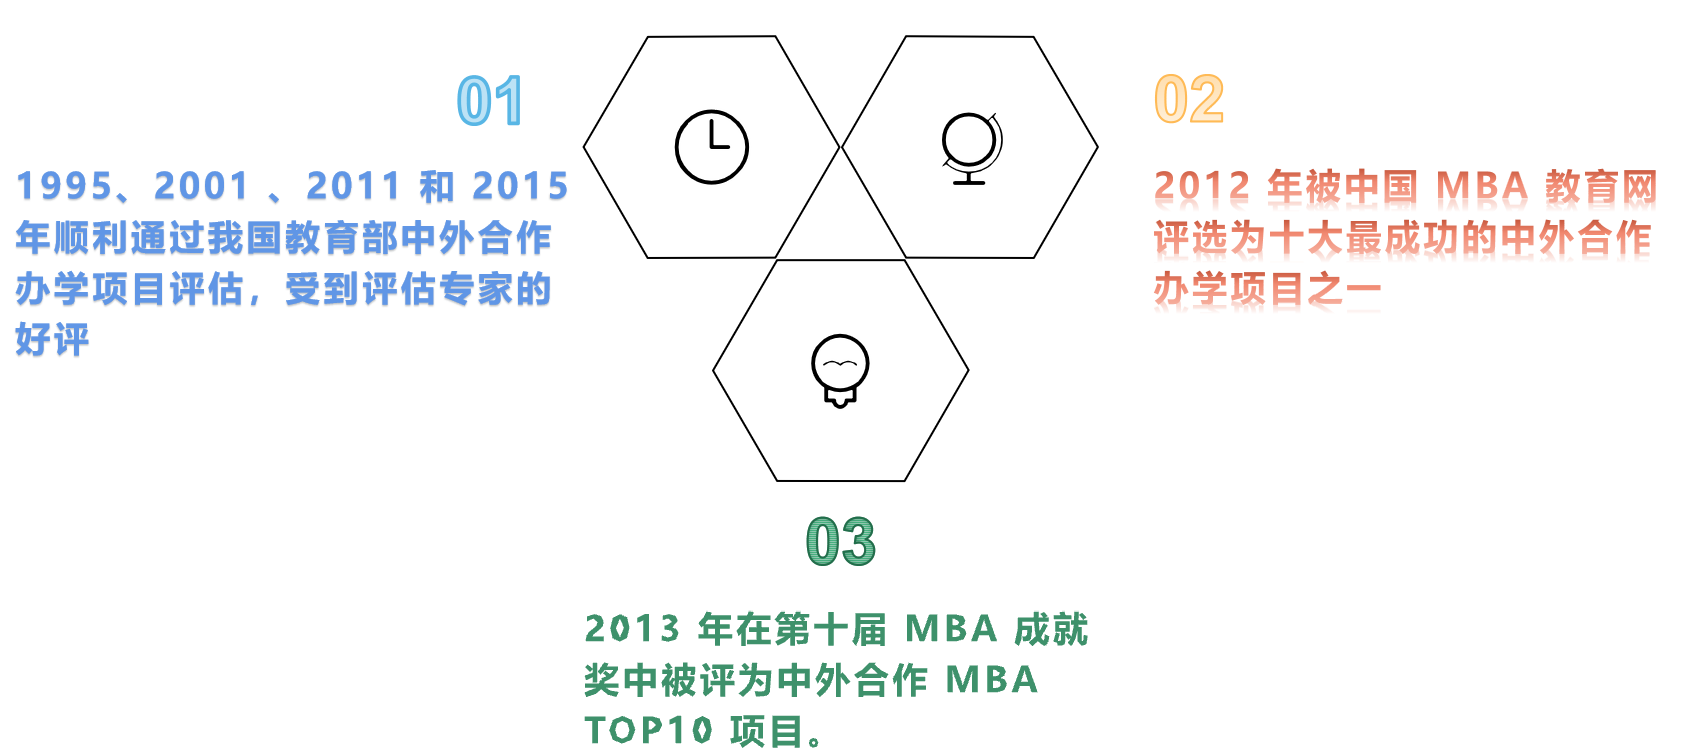 01
1995、2001 、2011 和 2015
年顺利通过我国教育部中外合作
办学项目评估，受到评估专家的
好评
02
2012 年被中国 MBA 教育网
评选为十大最成功的中外合作
办学项目之一
03
2013 年在第十届 MBA 成就
奖中被评为中外合作 MBA
TOP10 项目。